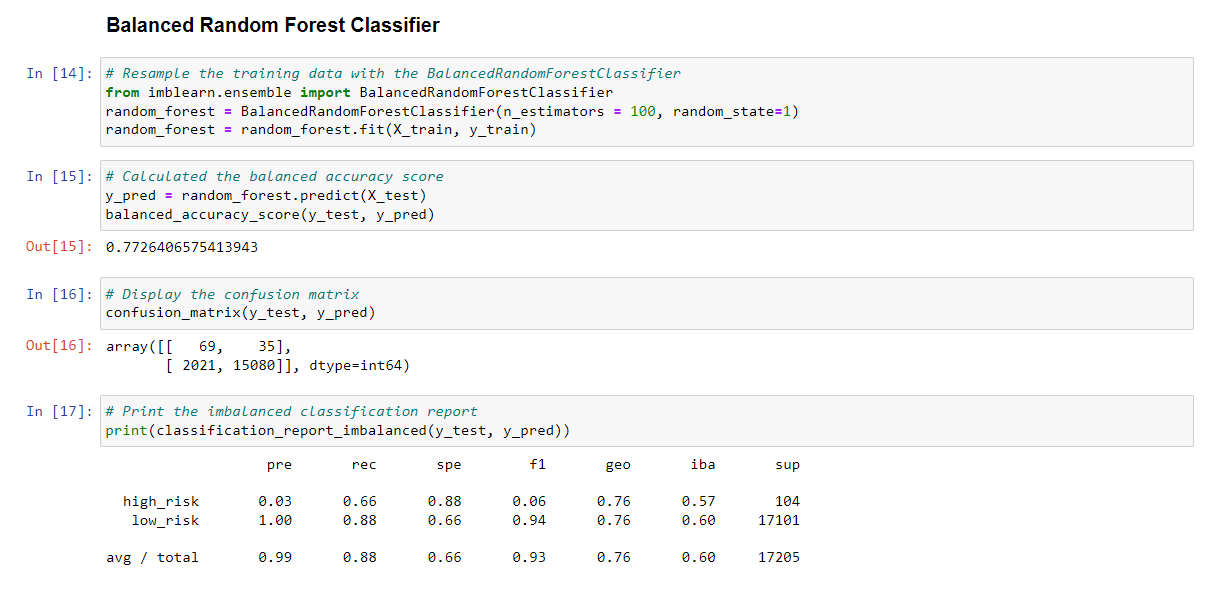 Balanced Random Forest Classifier
In [14]: # Resample the training data with the BalancedRandomForestClassifier
from imblearn.ensemble import BalancedRandomForestClassifier
random_forest = BalancedRandomForestClassifier(n_estimators = 100, random_state=1)
random_forest = random_forest.fit(X_train, y_train)
In [15]: # Calculated the balanced accuracy score
y_pred = random_forest.predict(X_test)
balanced_accuracy_score(y_test, y_pred)
Out[15]: 0.7726406575413943
In [16]: # Display the confusion matrix
confusion_matrix(y_test, y_pred)
Out[16]: array([[   69,    35],
       [ 2021, 15080]], dtype=int64)
In [17]: # Print the imbalanced classification report
print(classification_report_imbalanced(y_test, y_pred))
pre rec spe f1 geo iba sup
high_risk 0.03 0.66 0.88 0.06 0.76 0.57 104
low_risk 1.00 0.88 0.66 0.94 0.76 0.60 17101
avg / total 0.99 0.88 0.66 0.93 0.76 0.60 17205